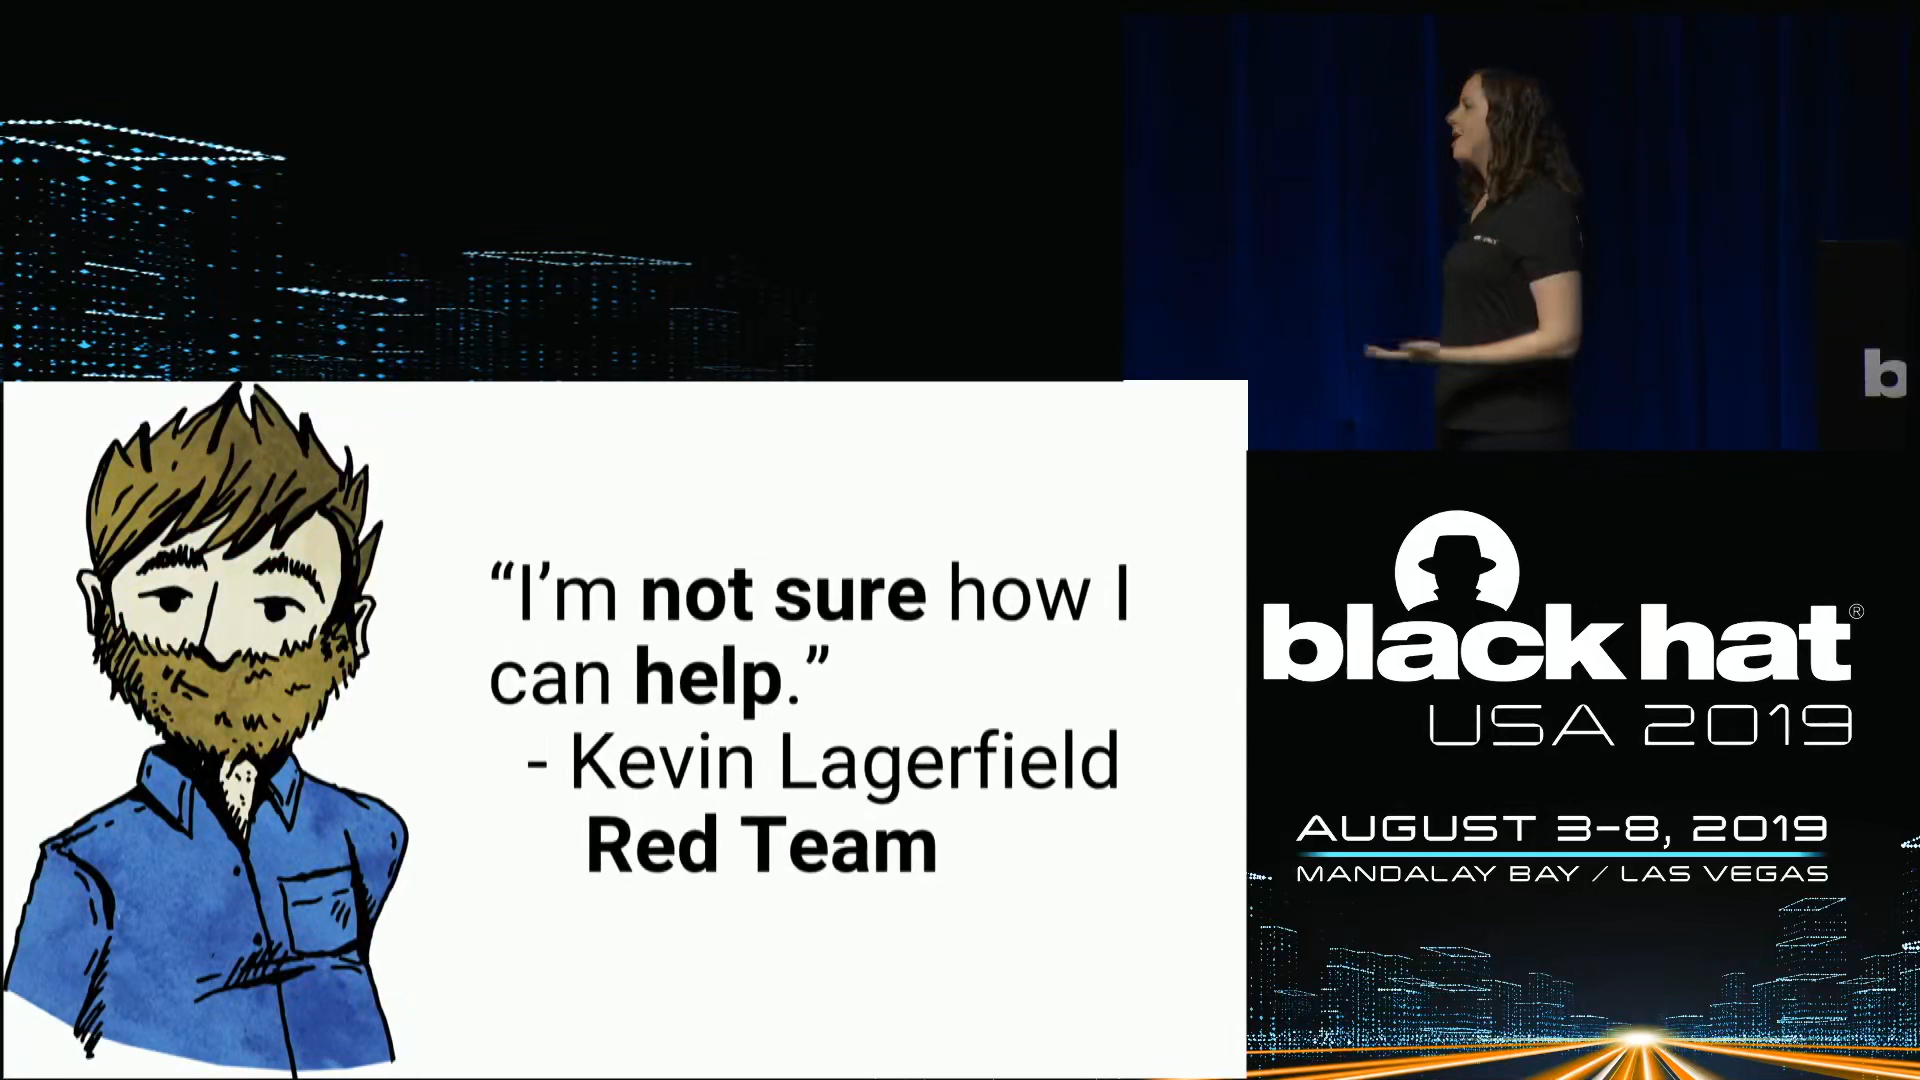 “I’m not sure how I
can help.”
- Kevin Lagerfield
Red Team
b
black hat®
USA 2019
AUGUST 3-8, 2019
MANDALAY BAY / LAS VEGAS